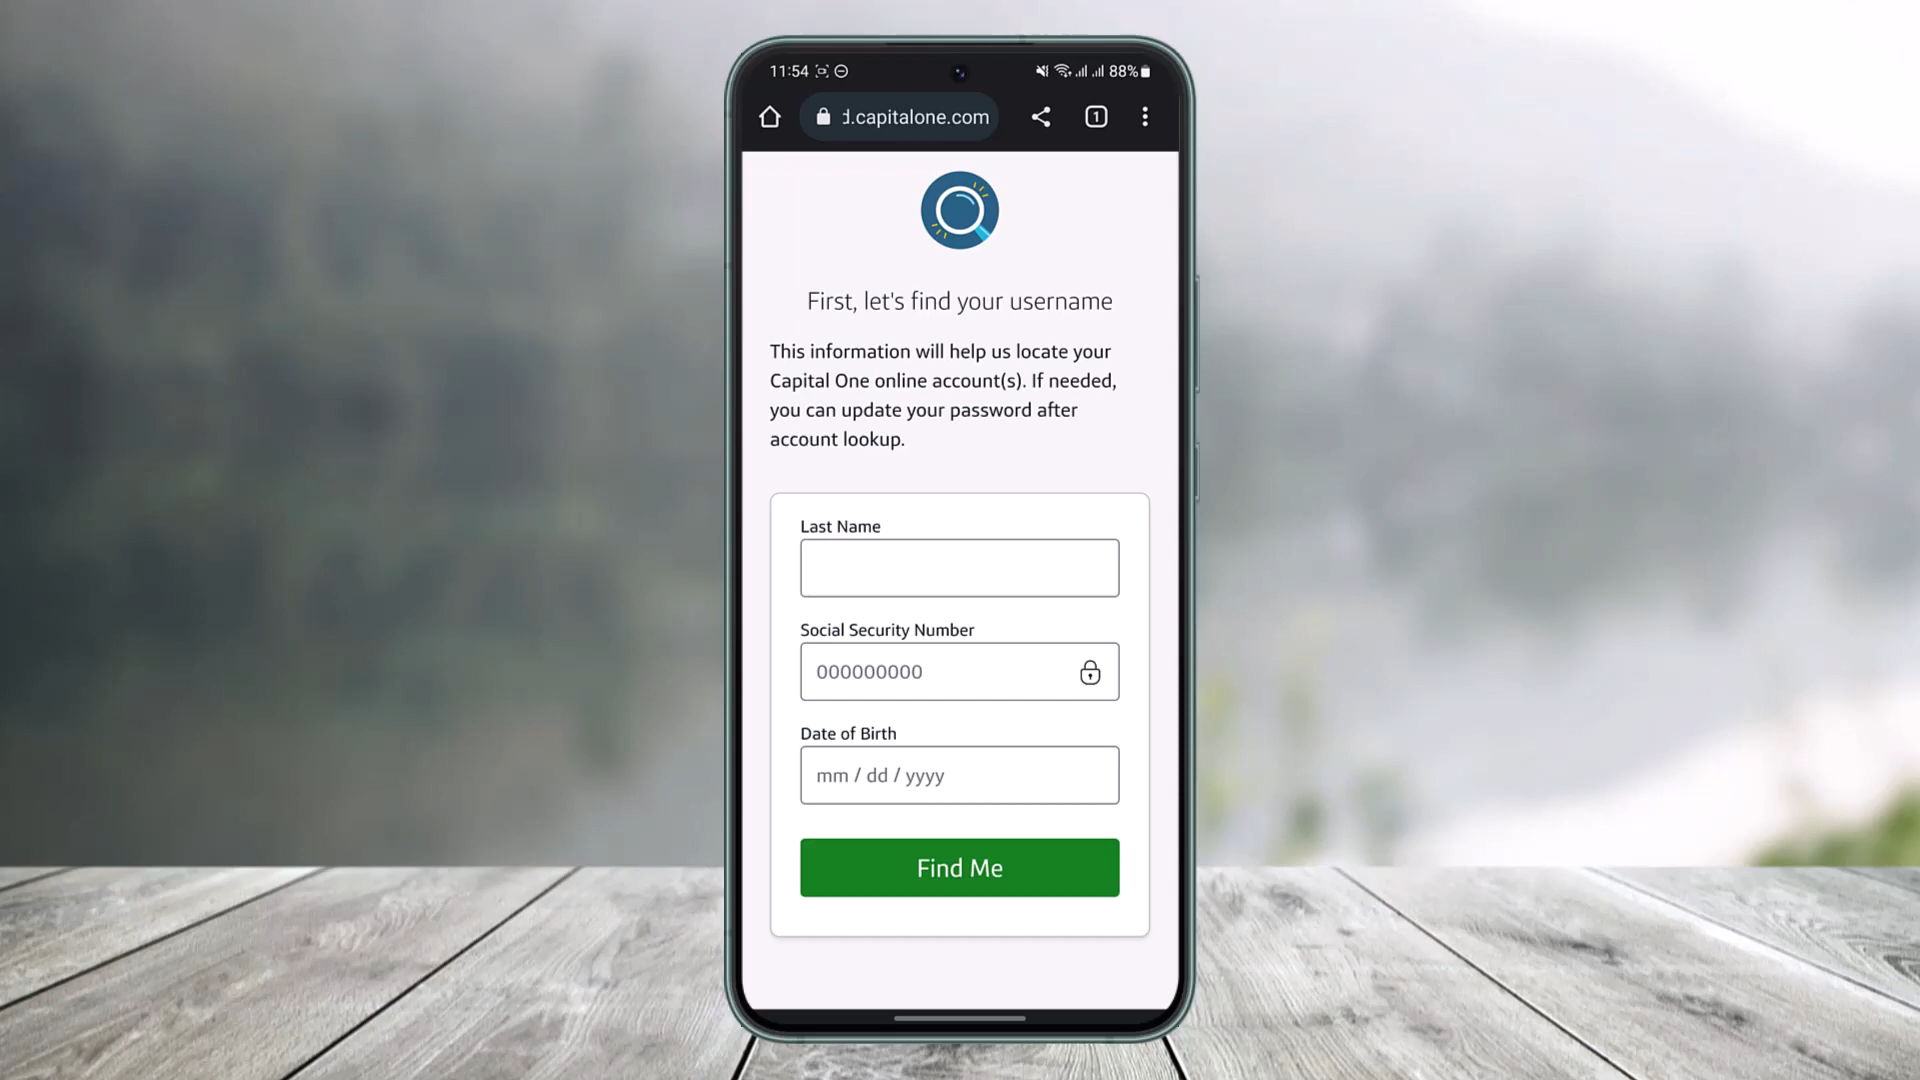 11:54
88%
d.capitalone.com
1
First, let's find your username
This information will help us locate your
Capital One online account(s). If needed,
you can update your password after
account lookup.
Last Name
Social Security Number
000000000
Date of Birth
mm / dd / yyyy
Find Me